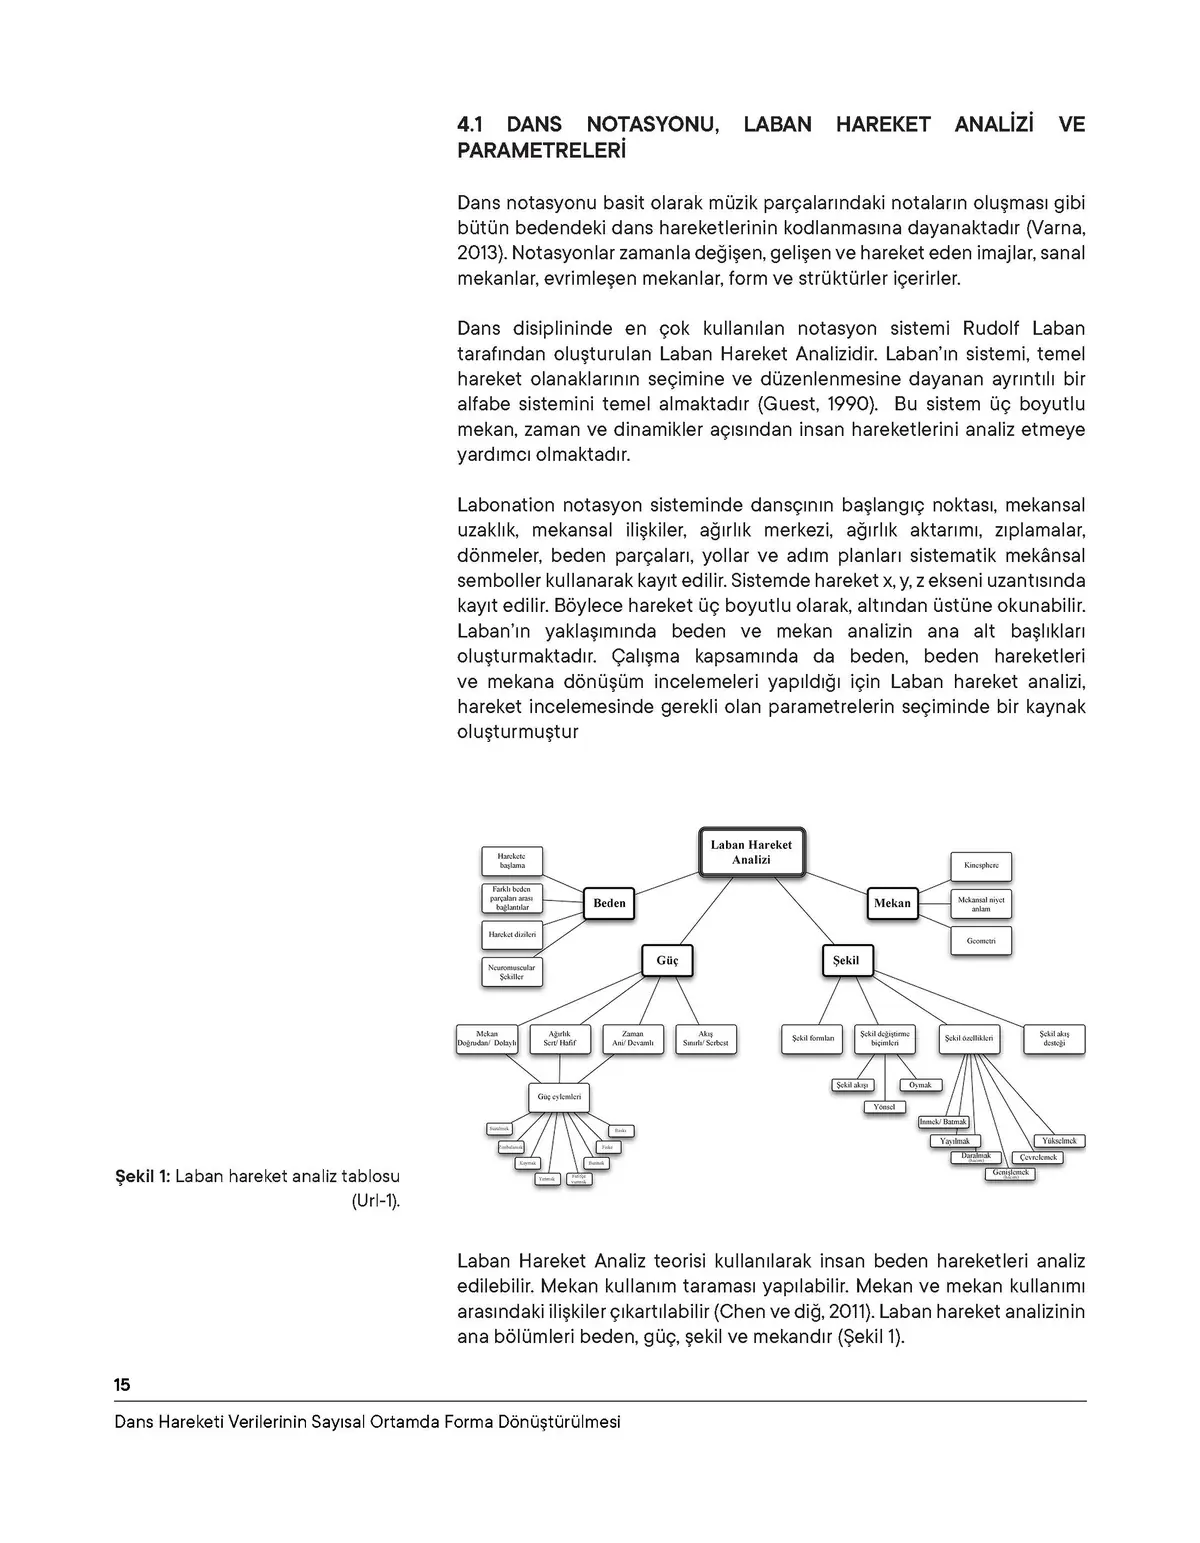 4.1 DANS NOTASYONU, LABAN HAREKET ANALİZİ VE
PARAMETRELERİ
Dans notasyonu basit olarak müzik parçalarındaki notaların oluşması gibi
bütün bedendeki dans hareketlerinin kodlanmasına dayanaktadır (Varna,
2013). Notasyonlar zamanla değişen, gelişen ve hareket eden imajlar, sanal
mekanlar, evrimleşen mekanlar, form ve strüktürler içerirler.
Dans disiplininde en çok kullanılan notasyon sistemi Rudolf Laban
tarafından oluşturulan Laban Hareket Analizidir. Laban’ın sistemi, temel
hareket olanaklarının seçimine ve düzenlenmesine dayanan ayrıntılı bir
alfabe sistemini temel almaktadır (Guest, 1990). Bu sistem üç boyutlu
mekan, zaman ve dinamikler açısından insan hareketlerini analiz etmeye
yardımcı olmaktadır.
Labonation notasyon sisteminde dansçının başlangıç noktası, mekansal
uzaklık, mekansal ilişkiler, ağırlık merkezi, ağırlık aktarımı, zıplamalar,
dönmeler, beden parçaları, yollar ve adım planları sistematik mekânsal
semboller kullanarak kayıt edilir. Sistemde hareket x, y, z ekseni uzantısında
kayıt edilir. Böylece hareket üç boyutlu olarak, altından üstüne okunabilir.
Laban’ın yaklaşımında beden ve mekan analizin ana alt başlıkları
oluşturmaktadır. Çalışma kapsamında da beden, beden hareketleri
ve mekana dönüşüm incelemeleri yapıldığı için Laban hareket analizi,
hareket incelemesinde gerekli olan parametrelerin seçiminde bir kaynak
oluşturmuştur
Laban Hareket
Analizi
Harekete
başlama
Farklı beden
parçaları arası
bağlantılar
Hareket dizileri
Neuromuscular
Şekiller
Beden
Mekan
Kinesphere
Mekansal niyet
anlam
Geometri
Güç
Şekil
Mekan
Doğrudan/ Dolaylı
Ağırlık
Sert/ Hafif
Zaman
Ani/ Devamlı
Akış
Sınırlı/ Serbest
Şekil formları
Şekil değiştirme
biçimleri
Şekil özellikleri
Şekil akış
desteği
Güç eylemleri
Şekil akışı
Oymak
Yönsel
Kaymak
İnmek/ Batmak
Yayılmak
Yükselmek
Daralmak
Çevrelemek
Genişlemek
Şekil 1: Laban hareket analiz tablosu
(Url-1).
Laban Hareket Analiz teorisi kullanılarak insan beden hareketleri analiz
edilebilir. Mekan kullanım taraması yapılabilir. Mekan ve mekan kullanımı
arasındaki ilişkiler çıkartılabilir (Chen ve diğ, 2011). Laban hareket analizinin
ana bölümleri beden, güç, şekil ve mekandır (Şekil 1).
15
Dans Hareketi Verilerinin Sayısal Ortamda Forma Dönüştürülmesi